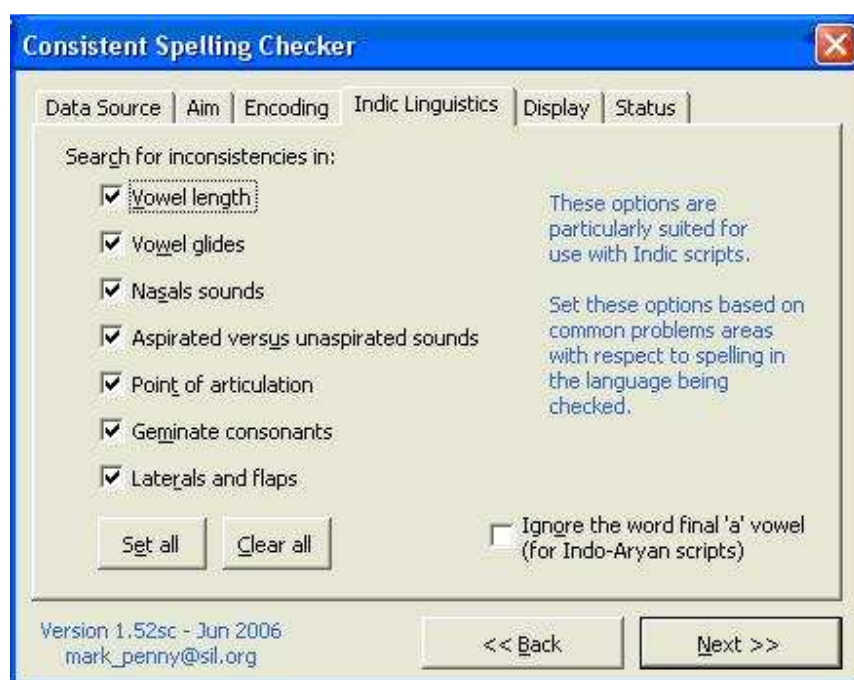 Consistent Spelling Checker
Data Source
Aim
Encoding
Indic Linguistics
Display
Status
Search for inconsistencies in:
Vowel length
Vowel glides
Nasals sounds
Aspirated versus unaspirated sounds
Point of articulation
Geminate consonants
Laterals and flaps
These options are
particularly suited for
use with Indic scripts.
Set these options based on
common problems areas
with respect to spelling in
the language being
checked.
Set all
Clear all
Ignore the word final 'a' vowel
(for Indo-Aryan scripts)
Version 1.52sc - Jun 2006
mark_penny@sil.org
<< Back
Next >>